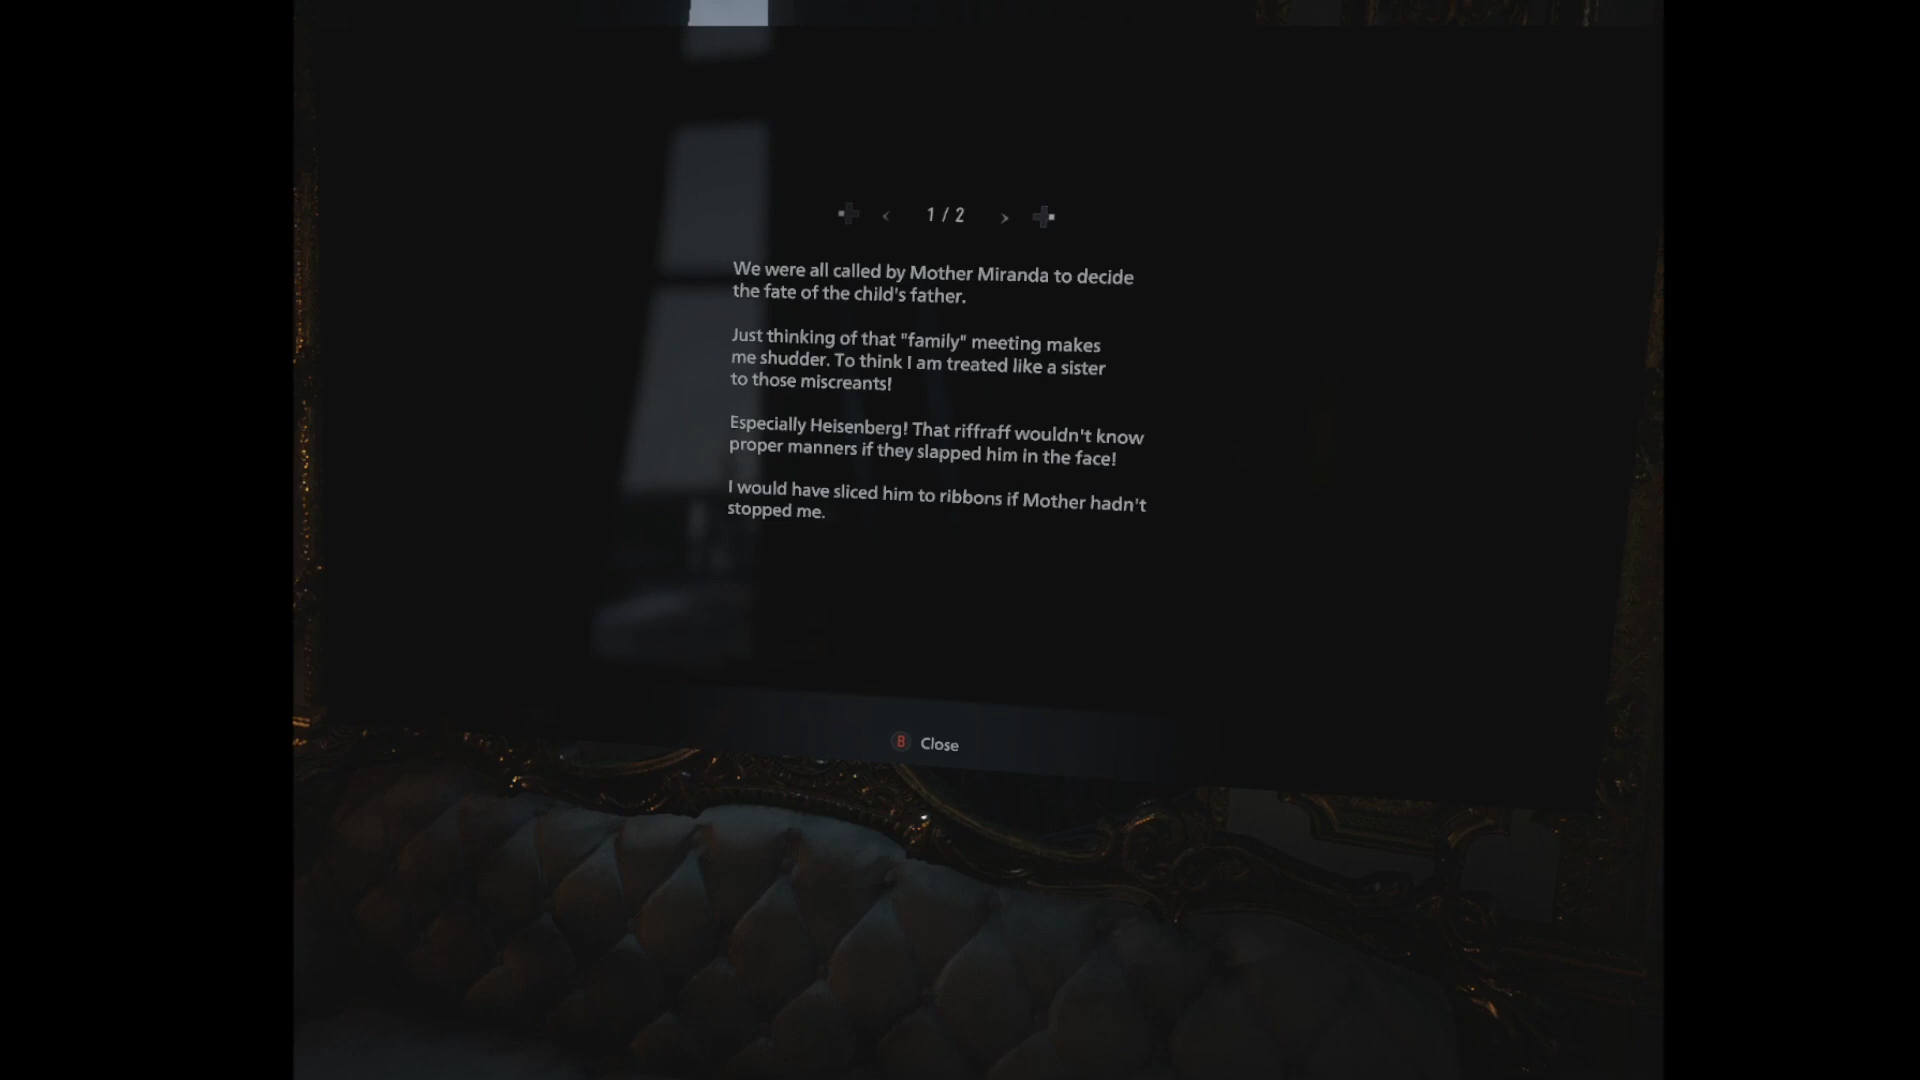 1 / 2
We were all called by Mother Miranda to decide
the fate of the child's father.
Just thinking of that "family" meeting makes
me shudder. To think I am treated like a sister
to those miscreants!
Especially Heisenberg! That riffraff wouldn't know
proper manners if they slapped him in the face!
I would have sliced him to ribbons if Mother hadn't
stopped me.
B Close